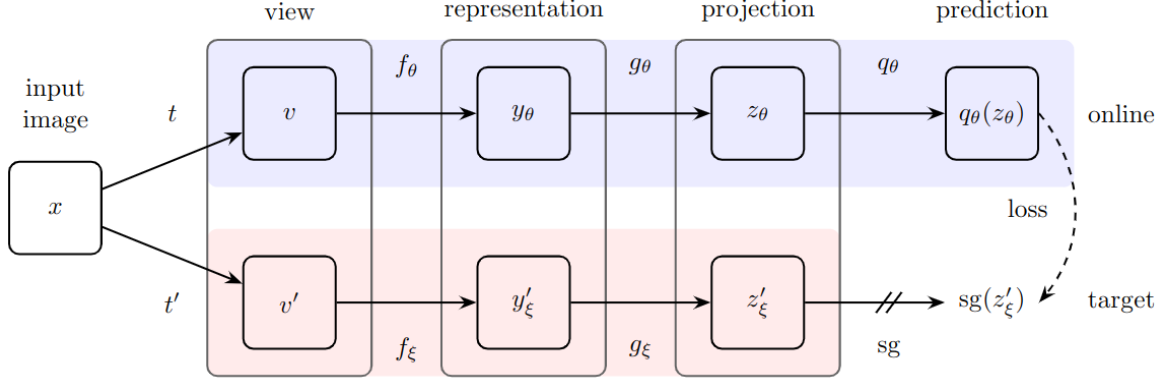 view
representation
projection
prediction
input
image
t
f_θ
g_θ
q_θ
v
y_θ
z_θ
q_θ(z_θ)
online
x
loss
t′
v′
y′_ξ
z′_ξ
sg(z′_ξ)
target
f_ξ
g_ξ
sg